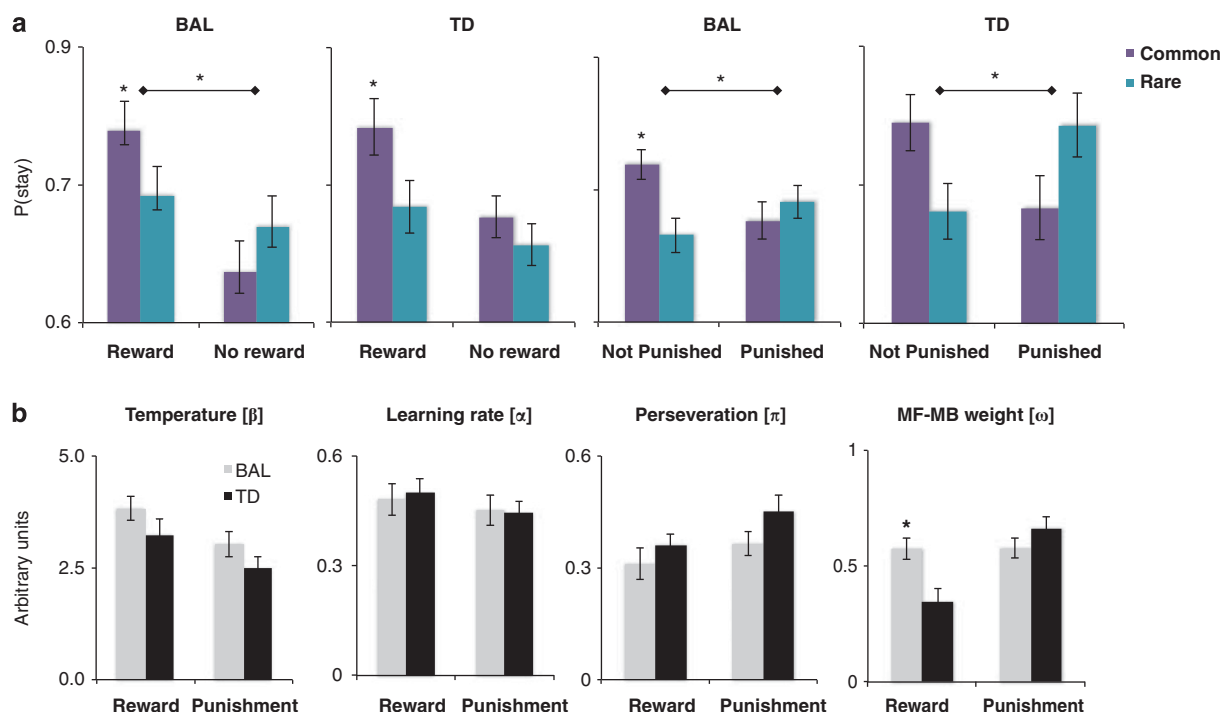 a
BAL
TD
BAL
TD
0.9
0.7
0.6
P(stay)
*
*
*
*
*
*
Common
Rare
Reward
No reward
Reward
No reward
Not Punished
Punished
Not Punished
Punished
b
Temperature [β]
Learning rate [α]
Perseveration [π]
MF-MB weight [ω]
Arbitrary units
5.0
2.5
0.0
BAL
TD
0.6
0.3
0
0.6
0.3
0
1
0.5
0
*
Reward
Punishment
Reward
Punishment
Reward
Punishment
Reward
Punishment